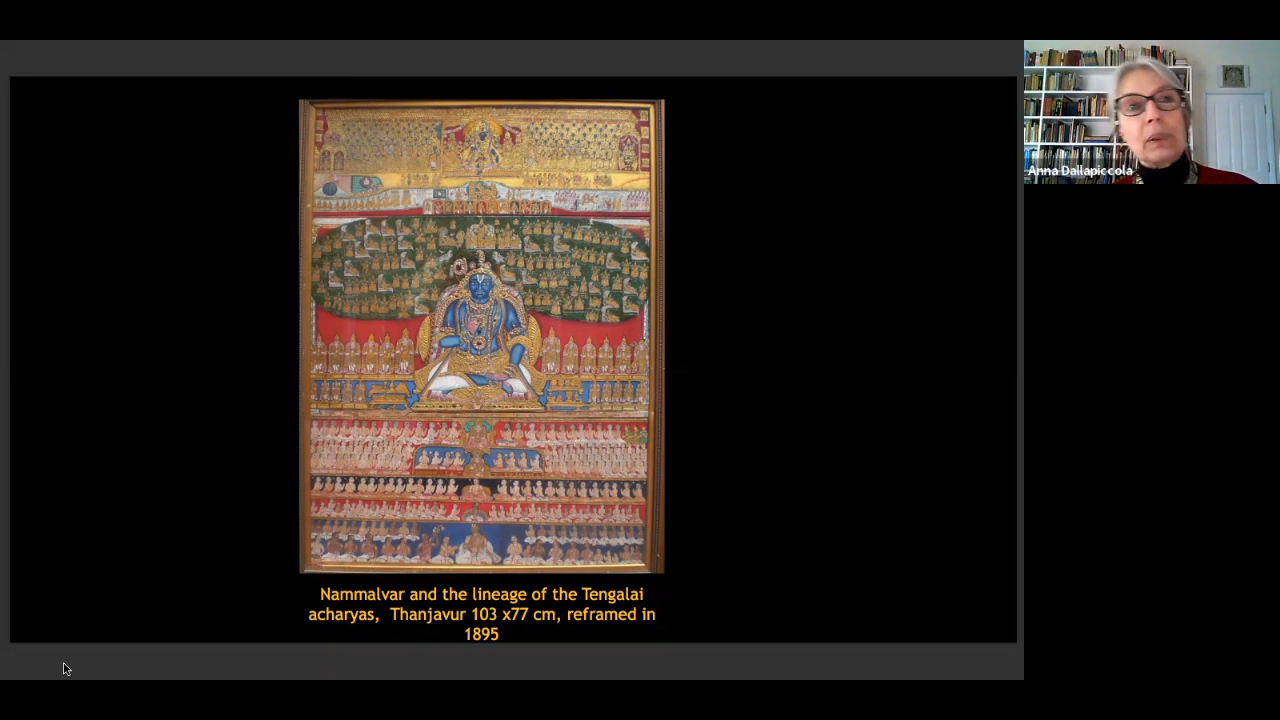 Anna Dallapiccola
Nammalvar and the lineage of the Tengalai
acharyas, Thanjavur 103 x77 cm, reframed in
1895